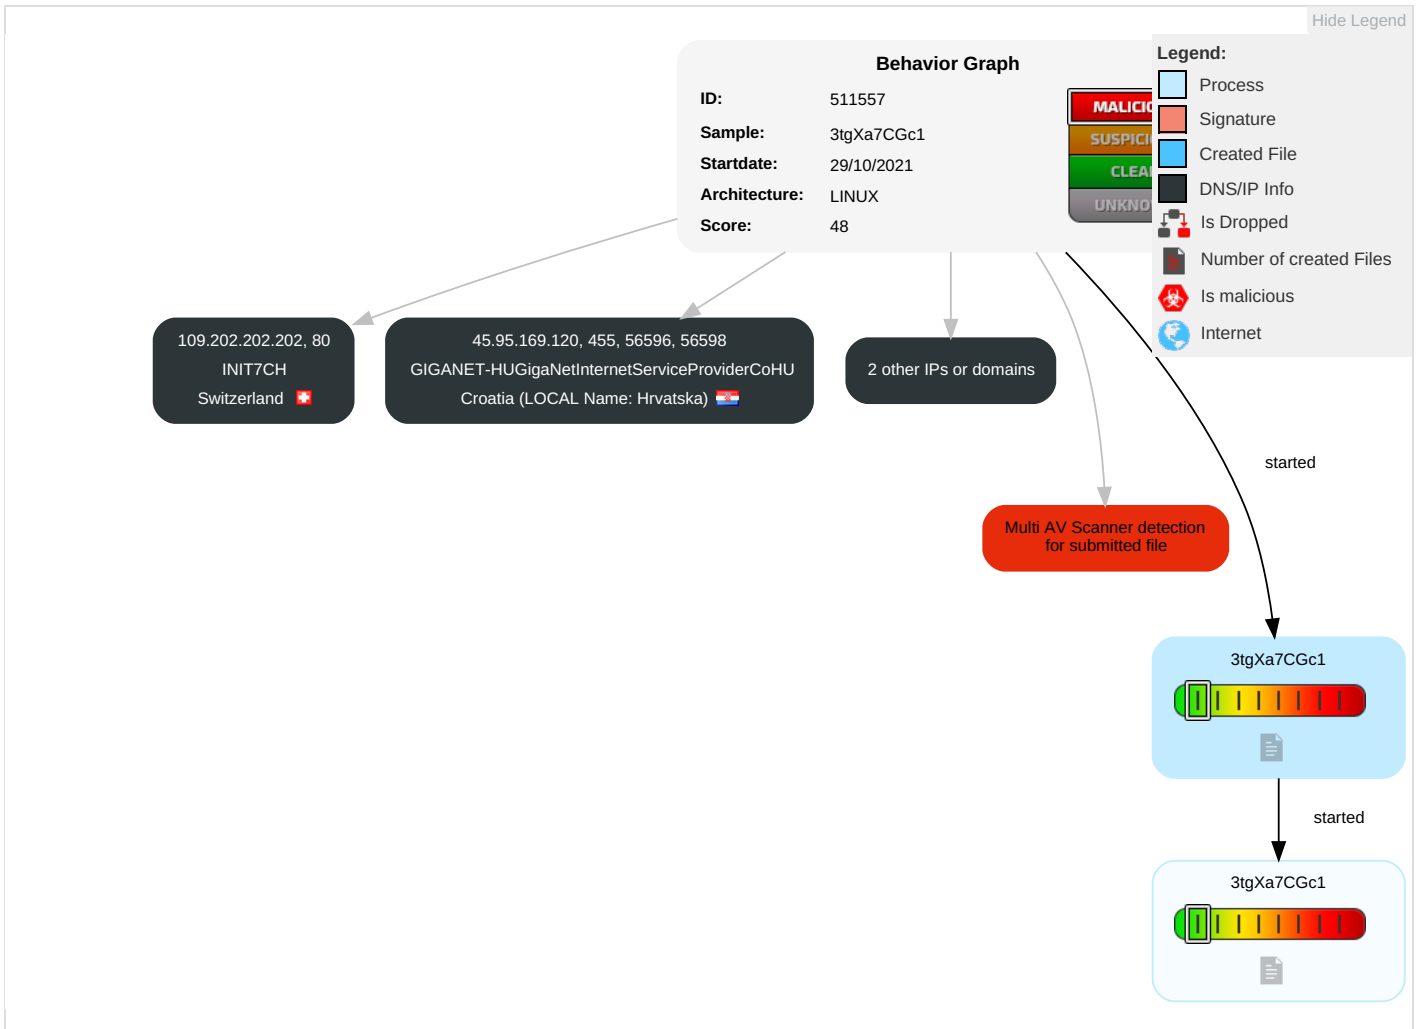 Hide Legend
Behavior Graph
ID: 511557
Sample: 3tgXa7CGc1
Startdate: 29/10/2021
Architecture: LINUX
Score: 48
Legend:
Process
Signature
Created File
DNS/IP Info
Is Dropped
Number of created Files
Is malicious
Internet
109.202.202.202, 80
INIT7CH
Switzerland
45.95.169.120, 455, 56596, 56598
GIGANET-HUGigaNetInternetServiceProviderCoHU
Croatia (LOCAL Name: Hrvatska)
2 other IPs or domains
started
Multi AV Scanner detection
for submitted file
3tgXa7CGc1
started
3tgXa7CGc1